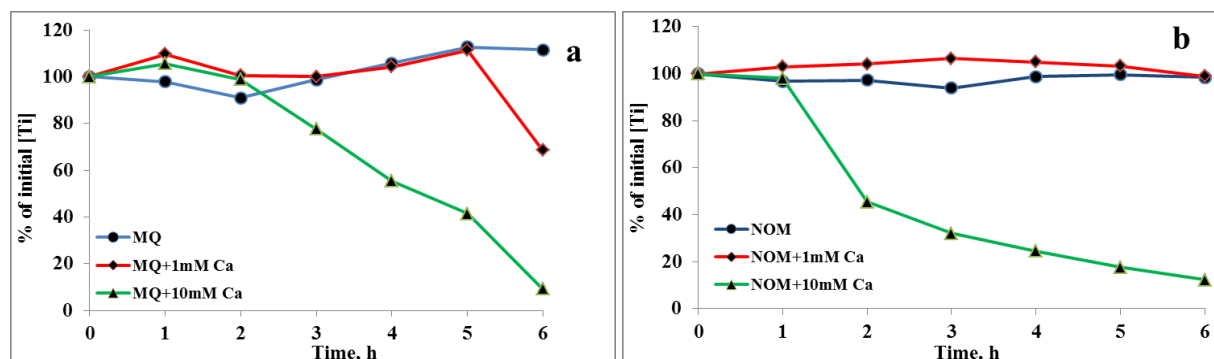 a
% of initial [Ti]
120
100
80
60
40
20
0
MQ
MQ+1mM Ca
MQ+10mM Ca
0 1 2 3 4 5 6
Time, h
b
% of initial [Ti]
120
100
80
60
40
20
0
NOM
NOM+1mM Ca
NOM+10mM Ca
0 1 2 3 4 5 6
Time, h